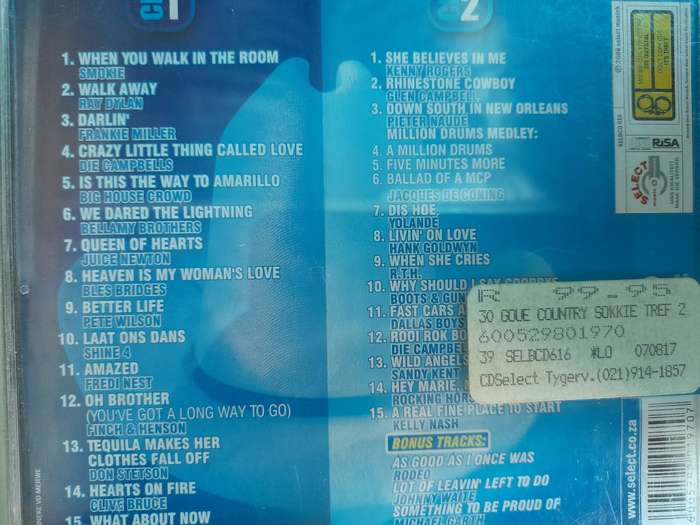 CD 1
1. WHEN YOU WALK IN THE ROOM
SMOKIE
2. WALK AWAY
RAY DYLAN
3. DARLIN'
FRANKIE MILLER
4. CRAZY LITTLE THING CALLED LOVE
DIE CAMPBELLS
5. IS THIS THE WAY TO AMARILLO
BIG HOUSE CROWD
6. WE DARED THE LIGHTNING
BELLAMY BROTHERS
7. QUEEN OF HEARTS
JUICE NEWTON
8. HEAVEN IS MY WOMAN'S LOVE
BLES BRIDGES
9. BETTER LIFE
PETE WILSON
10. LAAT ONS DANS
SHINE 4
11. AMAZED
FREDI NEST
12. OH BROTHER
(YOU'VE GOT A LONG WAY TO GO)
FINCH & HENSON
13. TEQUILA MAKES HER
CLOTHES FALL OFF
DON STETSON
14. HEARTS ON FIRE
CLIVE BRUCE
15. WHAT ABOUT NOW
2
1. SHE BELIEVES IN ME
KENNY ROGERS
2. RHINESTONE COWBOY
GLEN CAMPBELL
3. DOWN SOUTH IN NEW ORLEANS
PIETER NAUDE
MILLION DRUMS MEDLEY:
4. A MILLION DRUMS
5. FIVE MINUTES MORE
6. BALLAD OF A MCP
JACQUES DE CONING
7. DIS HOE,
YOLANDE
8. LIVIN' ON LOVE
HANK GOLDWYN
9. WHEN SHE CRIES
R.T.H.
10. WHY SHOULD I SAY GOODBYE
BOOTS & GUN
11. FAST CARS A
DALLAS BOYS
12. ROOI ROK BO
DIE CAMPBEL
13. WILD ANGELS
SANDY KENT
14. HEY MARIE,
ROCKING HORS
15. A REAL FINE PLACE TO START
KELLY NASH
BONUS TRACKS:
AS GOOD AS I ONCE WAS
RODEO
LOT OF LEAVIN' LEFT TO DO
JOHNNY WAITE
SOMETHING TO BE PROUD OF
MICHAEL GARTH
RiSA
SELECT
R 99.95
30 GOUE COUNTRY SOKKIE TREF 2
600529801970
39 SELBCD616 *LO 070817
CDSelect Tygerv.(021)914-1857
www.select.co.za